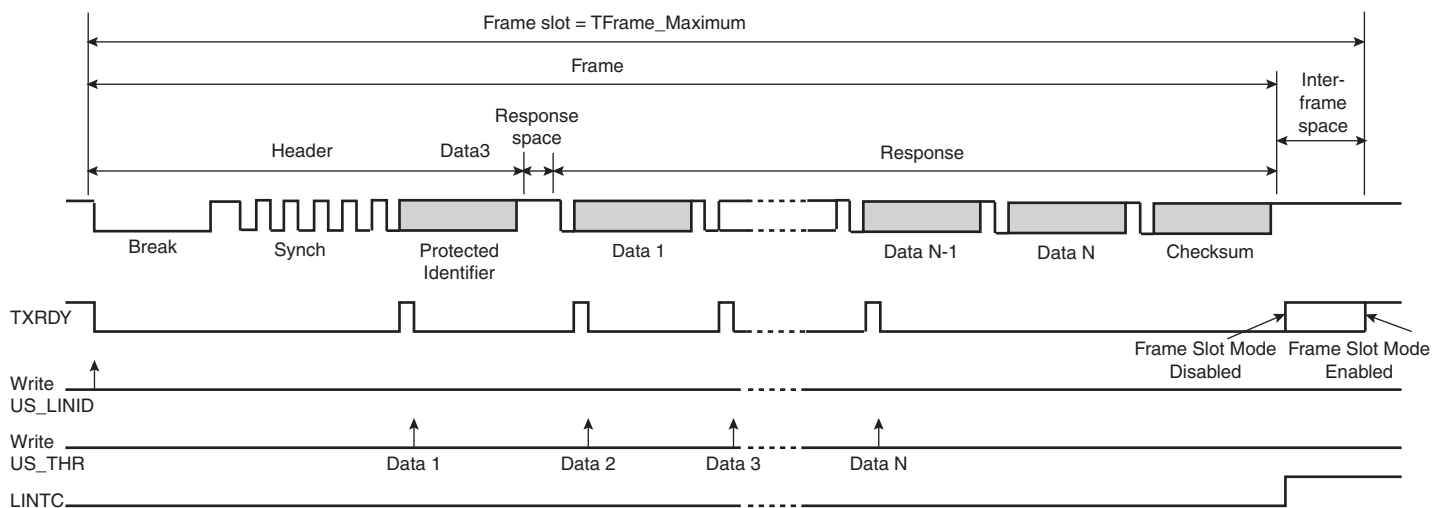 Frame slot = TFrame_Maximum
Frame
Inter-
frame
space
Response
space
Header
Data3
Response
Break
Synch
Protected
Identifier
Data 1
Data N-1
Data N
Checksum
TXRDY
Frame Slot Mode
Disabled
Frame Slot Mode
Enabled
Write
US_LINID
Write
US_THR
Data 1
Data 2
Data 3
Data N
LINTC